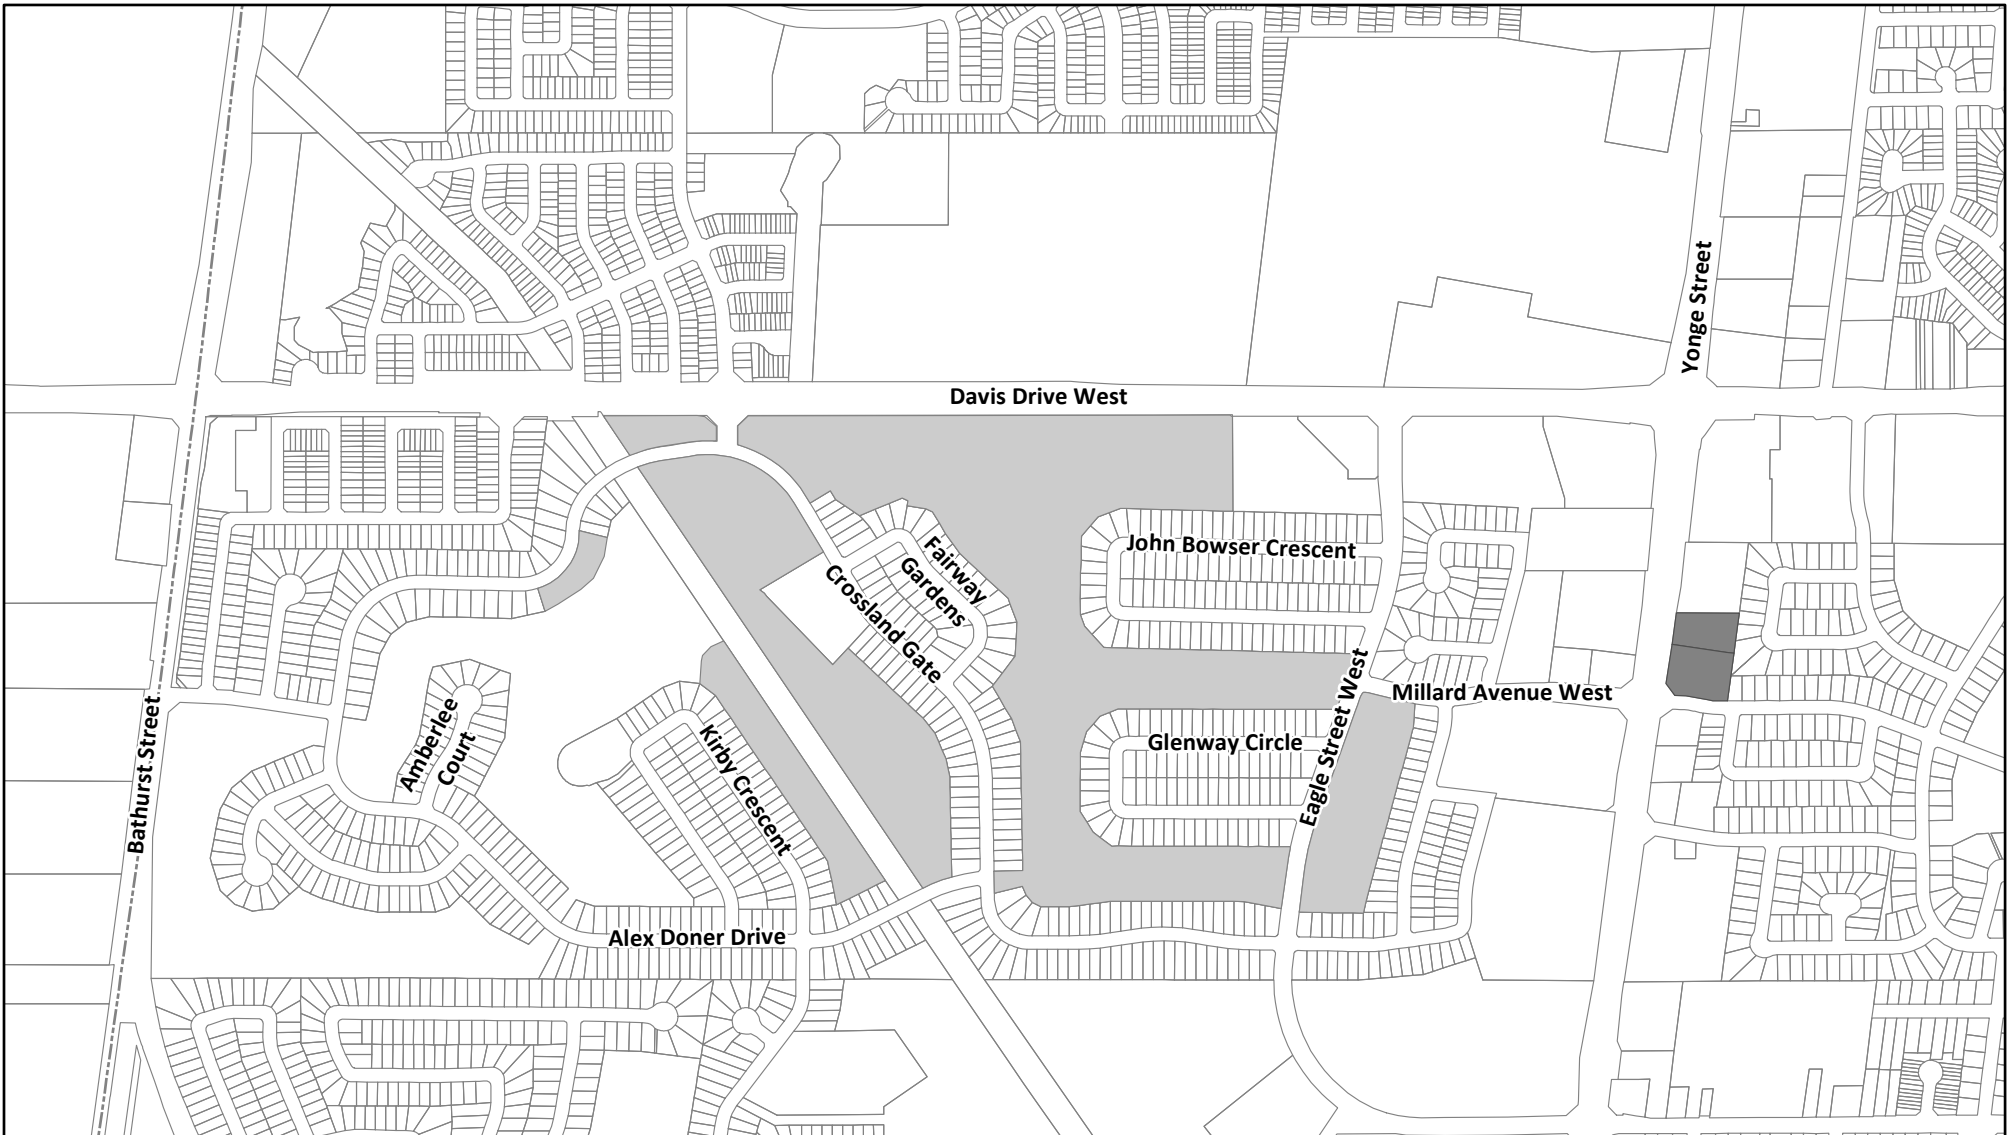 Yonge Street
Davis Drive West
John Bowser Crescent
Fairway
Gardens
Crossland Gate
Millard Avenue West
Eagle Street West
Glenway Circle
Amberlee
Court
Kirby Crescent
Bathurst Street
Alex Doner Drive